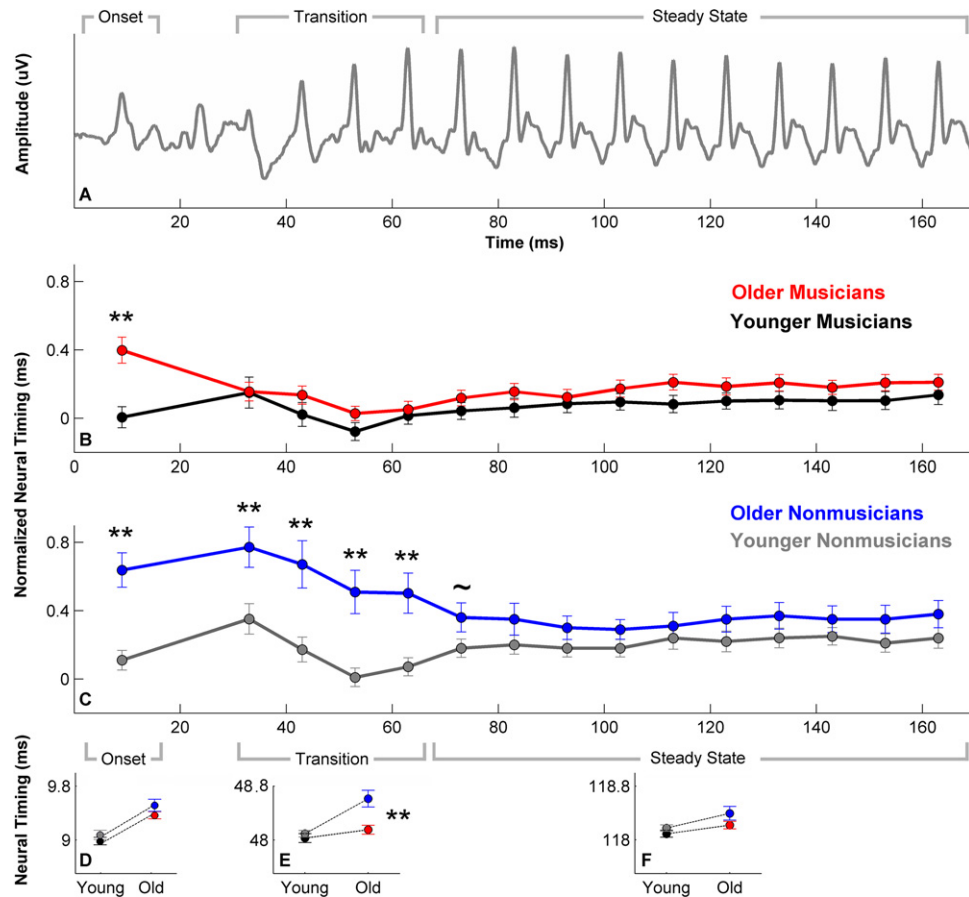 Onset Transition Steady State
Amplitude (uV)
A
20 40 60 80 100 120 140 160
Time (ms)
Normalized Neural Timing (ms)
0.8
Older Musicians
Younger Musicians
**
0.4
0
B
0 20 40 60 80 100 120 140 160
Older Nonmusicians
Younger Nonmusicians
0.8
** ** ** ** ** ~
0.4
0
C
20 40 60 80 100 120 140 160
Onset Transition Steady State
Neural Timing (ms)
9.8 48.8 118.8
**
9 48 118
D E F
Young Old Young Old Young Old